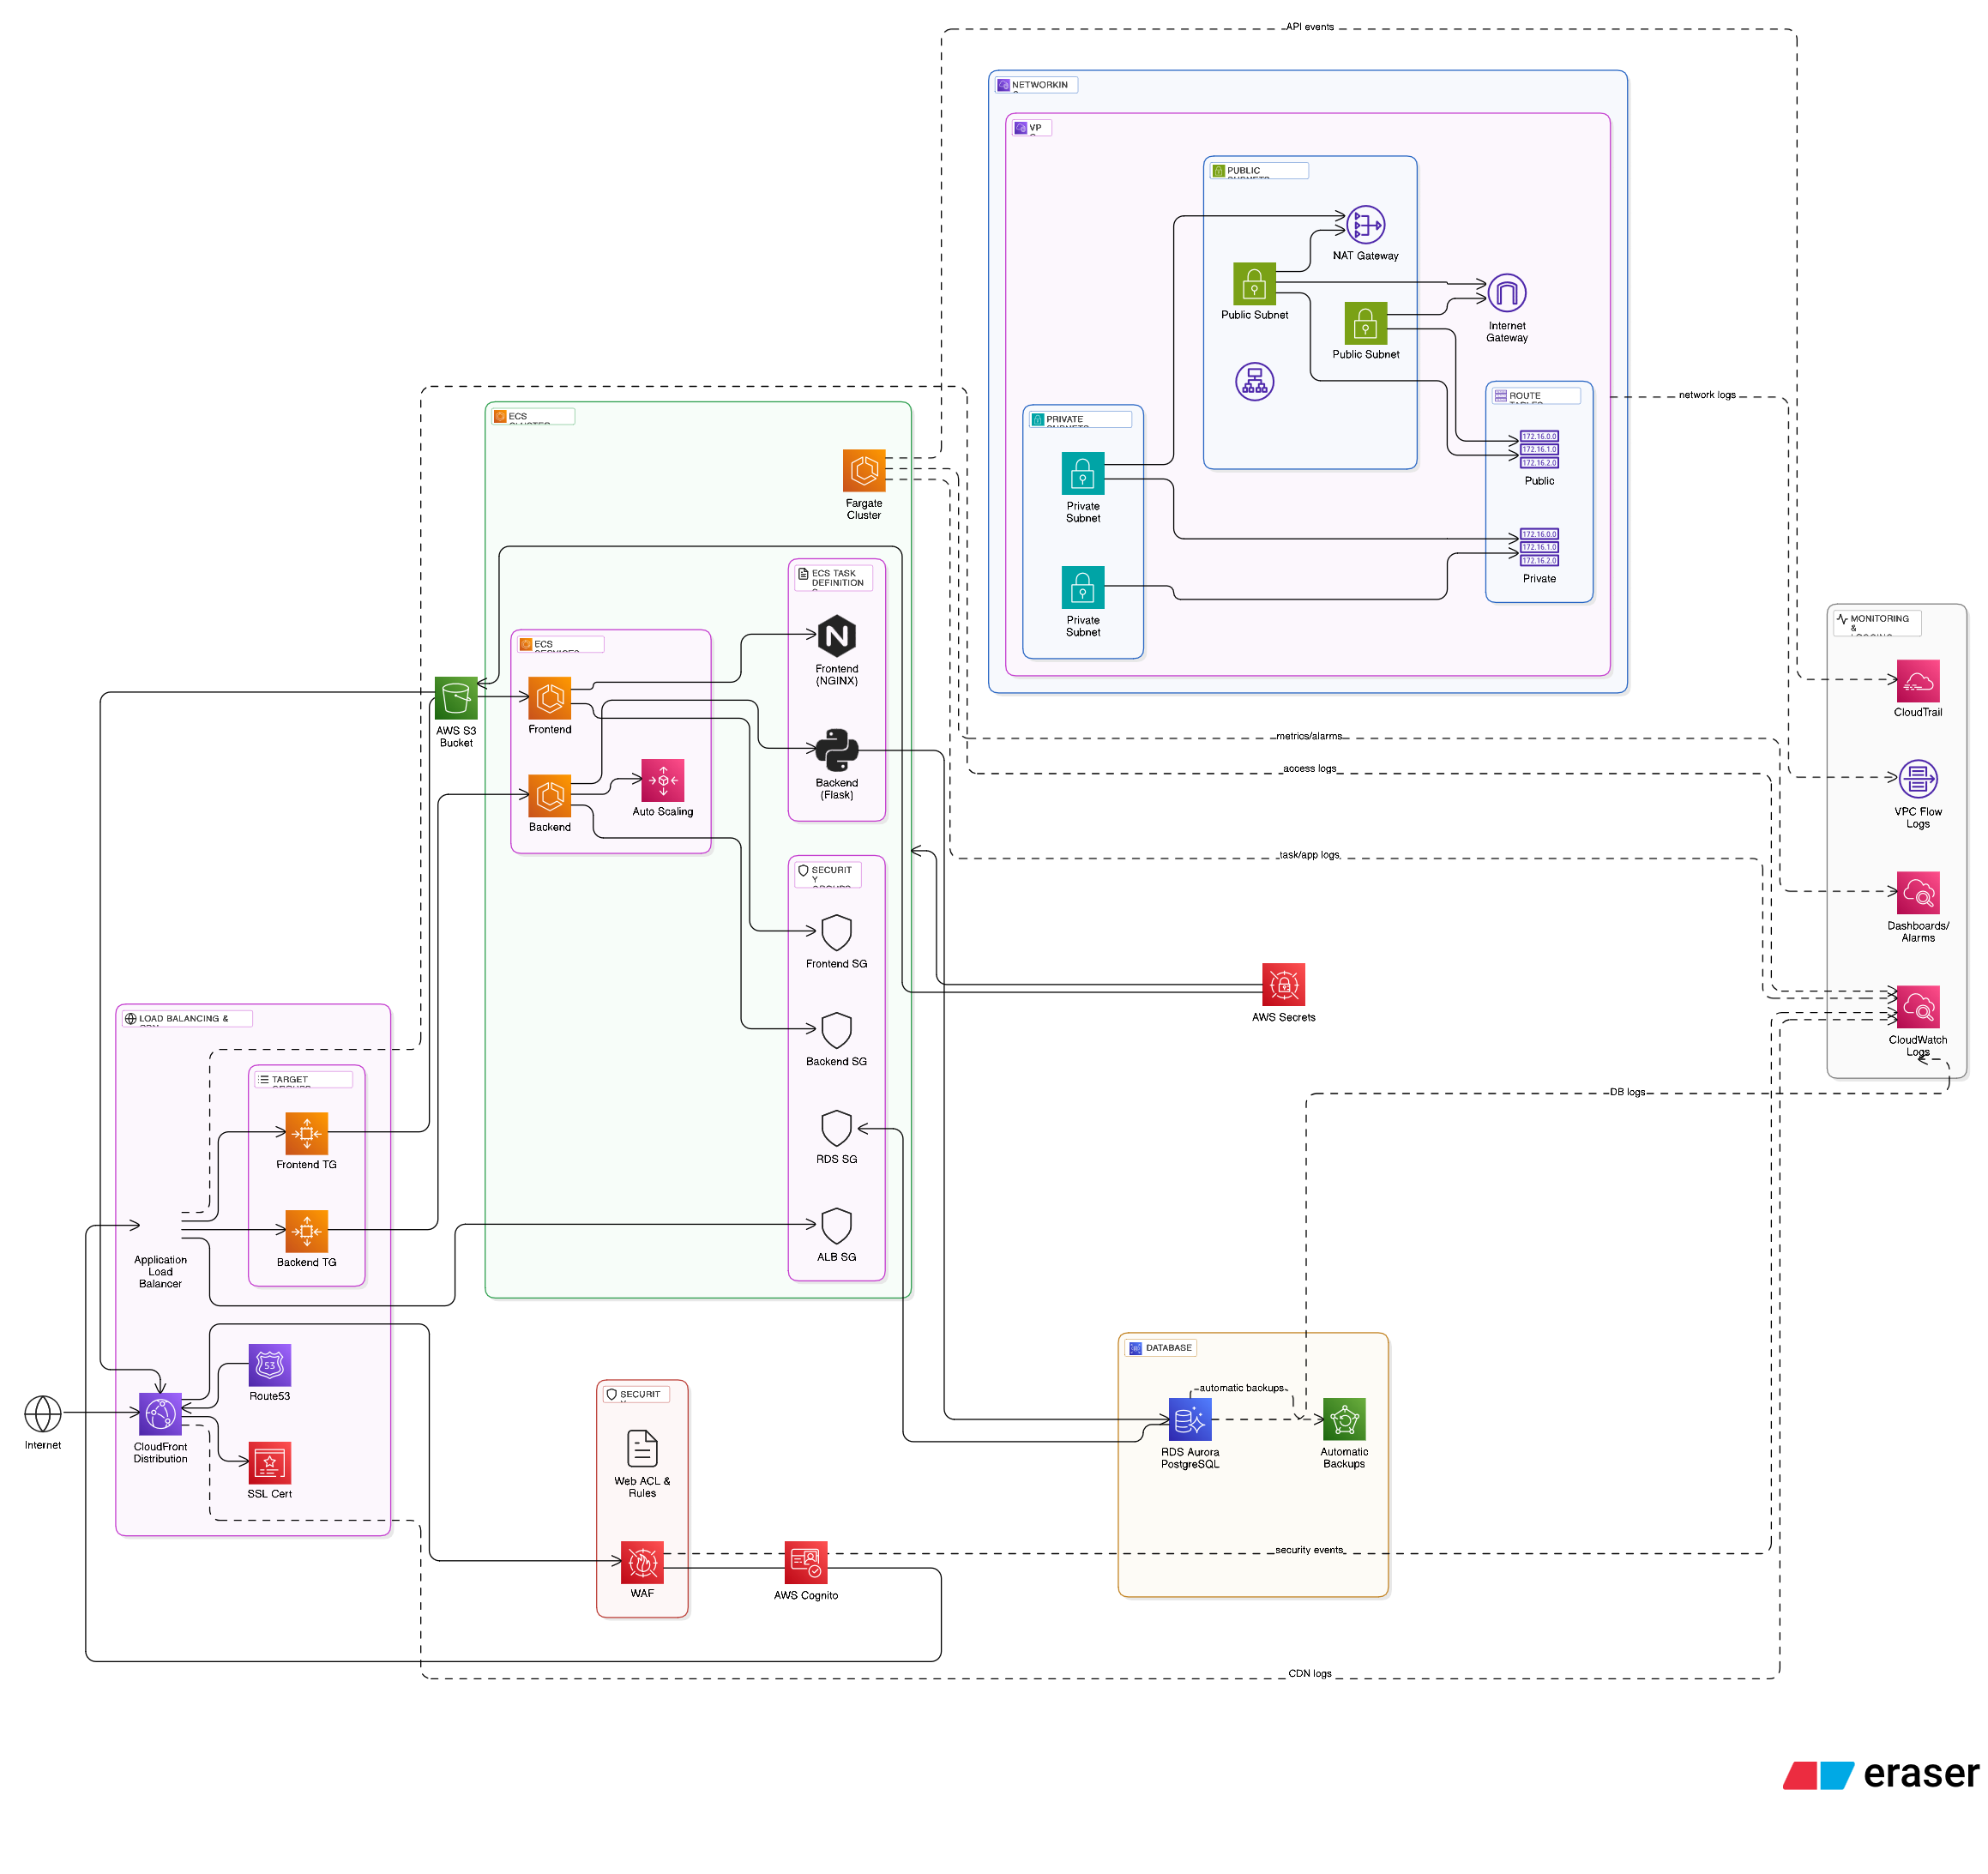 API events
NETWORKIN
VP
PUBLIC
NAT Gateway
Public Subnet
Public Subnet
Internet
Gateway
ROUTE
172.16.0.0
172.16.1.0
172.16.2.0
Public
172.16.0.0
172.16.1.0
172.16.2.0
Private
PRIVATE
Private
Subnet
Private
Subnet
network logs
ECS
Fargate
Cluster
ECS TASK
DEFINITION
Frontend
(NGINX)
Backend
(Flask)
ECS
Frontend
Backend
Auto Scaling
AWS S3
Bucket
SECURIT
Y
Frontend SG
Backend SG
RDS SG
ALB SG
metrics/alarms
access logs
task/app logs
MONITORING
&
CloudTrail
VPC Flow
Logs
Dashboards/
Alarms
CloudWatch
Logs
AWS Secrets
DB logs
LOAD BALANCING &
TARGET
Frontend TG
Backend TG
Application
Load
Balancer
53
Route53
Internet
CloudFront
Distribution
SSL Cert
SECURIT
Web ACL &
Rules
WAF
AWS Cognito
DATABASE
automatic backups
RDS Aurora
PostgreSQL
Automatic
Backups
security events
CDN logs
eraser